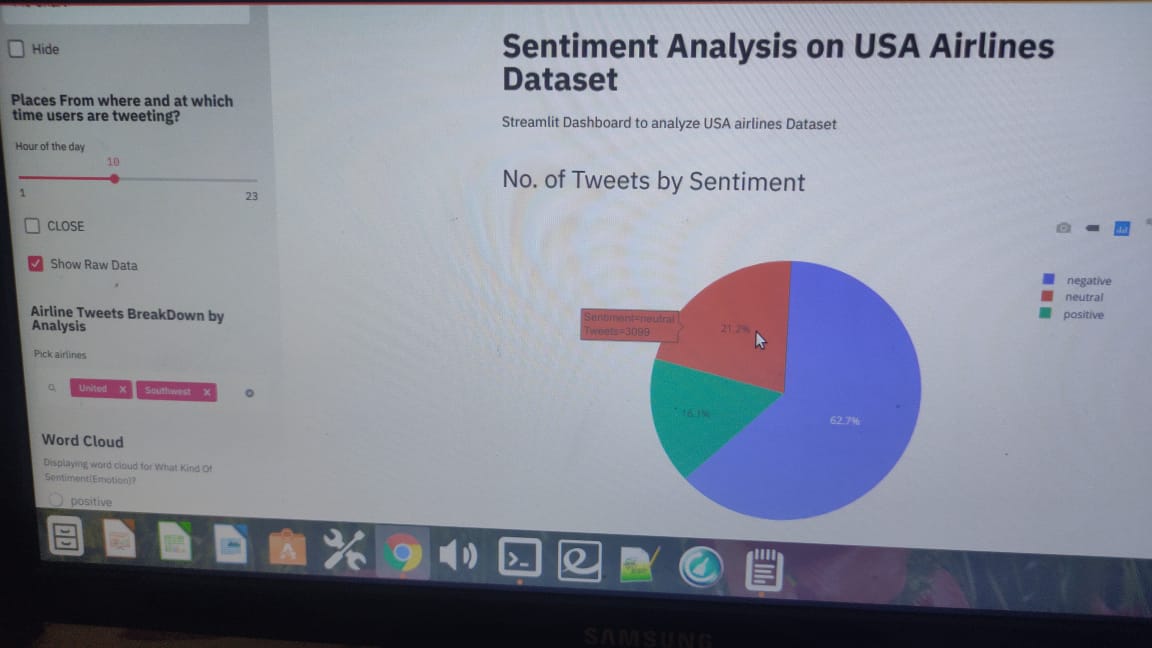 Hide
Places From where and at which
time users are tweeting?
Hour of the day
10
1
23
CLOSE
Show Raw Data
Airline Tweets BreakDown by
Analysis
Pick airlines
United x
Southwest x
Word Cloud
Displaying word cloud for What Kind Of
Sentiment(Emotion)?
positive
Sentiment Analysis on USA Airlines
Dataset
Streamlit Dashboard to analyze USA airlines Dataset
No. of Tweets by Sentiment
negative
neutral
positive
Sentiment=neutral
Tweets=3099
21.2%
16.1%
62.7%
SAMSUNG